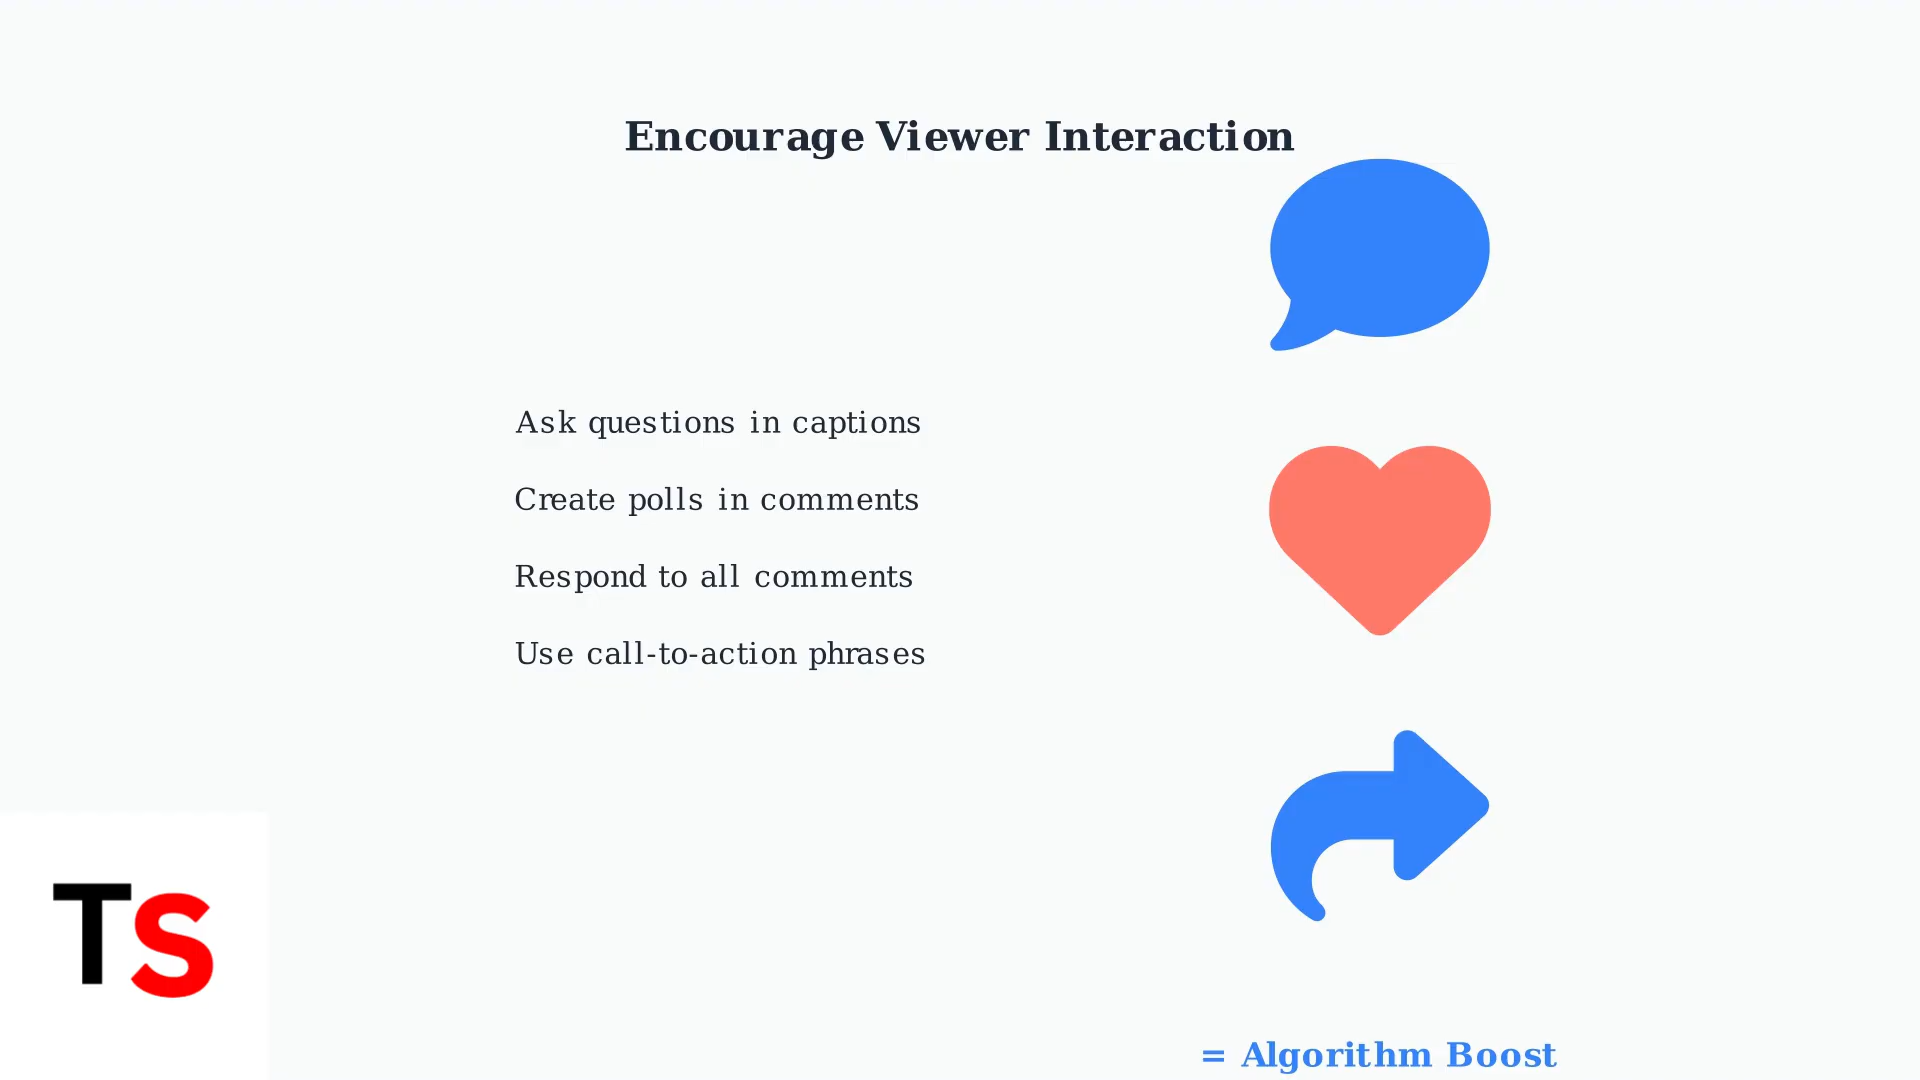 Encourage Viewer Interaction
Ask questions in captions
Create polls in comments
Respond to all comments
Use call-to-action phrases
TS
= Algorithm Boost